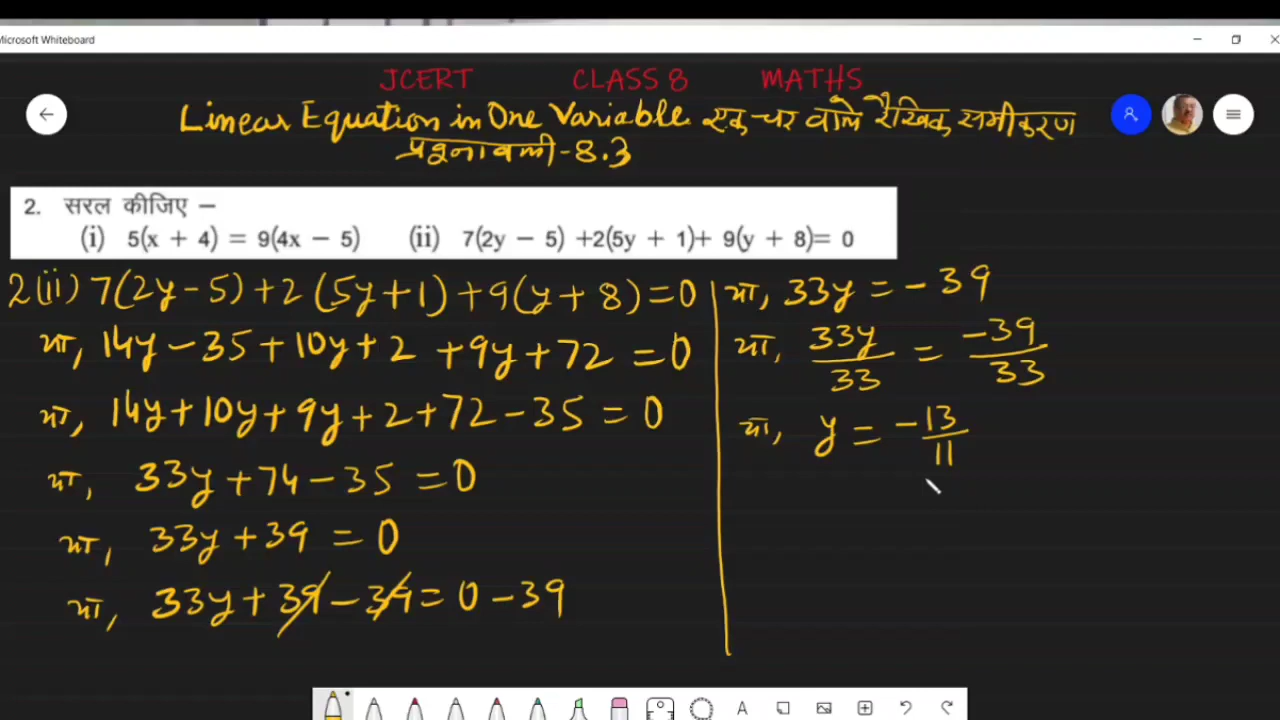 Microsoft Whiteboard
JCERT CLASS 8 MATHS
Linear Equation in One Variable एक चर वाले रैखिक समीकरण
प्रश्नावली-8.3
2. सरल कीजिए –
(i) 5(x + 4) = 9(4x − 5) (ii) 7(2y − 5) +2(5y + 1)+ 9(y + 8)= 0
2(ii) 7(2y-5)+2(5y+1)+9(y+8)=0
या, 14y-35+10y+2+9y+72=0
या, 14y+10y+9y+2+72-35=0
या, 33y+74-35=0
या, 33y+39=0
या, 33y+39-39=0-39
या, 33y=-39
या, 33y/33 = -39/33
या, y = -13/11
A